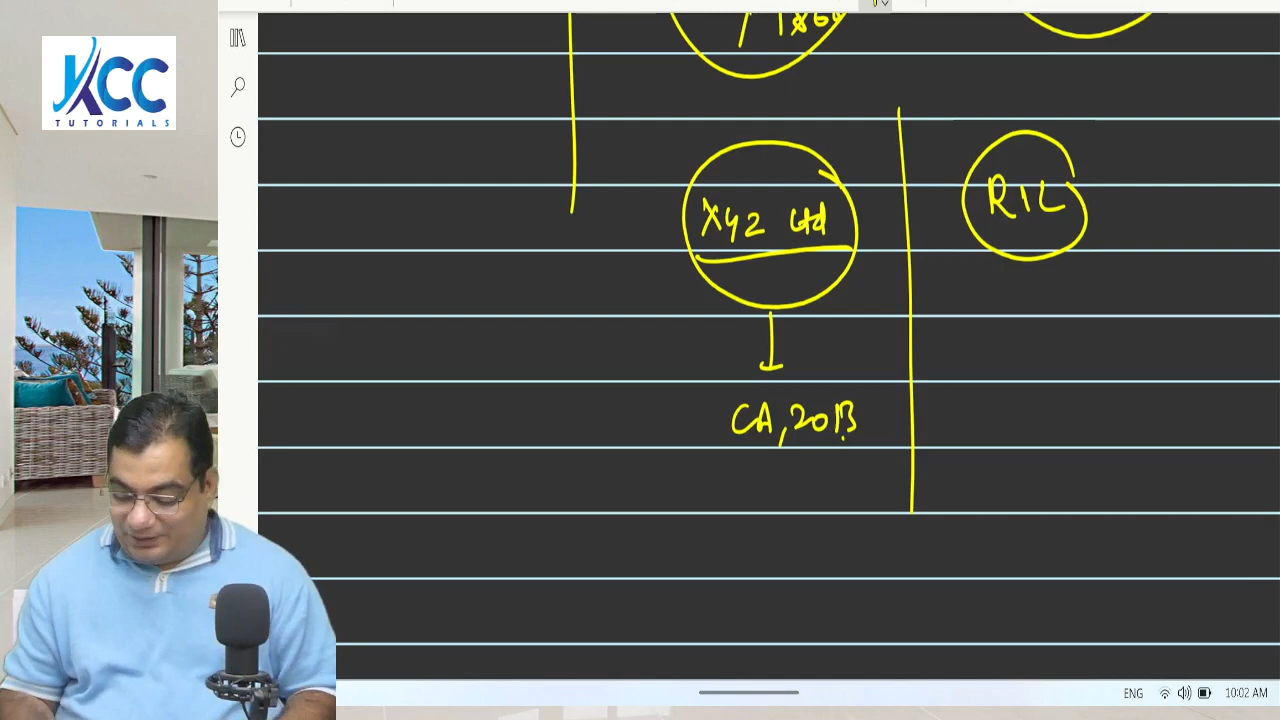 KCC
TUTORIALS
XYZ Ltd
RIL
CA, 2013
ENG
10:02 AM